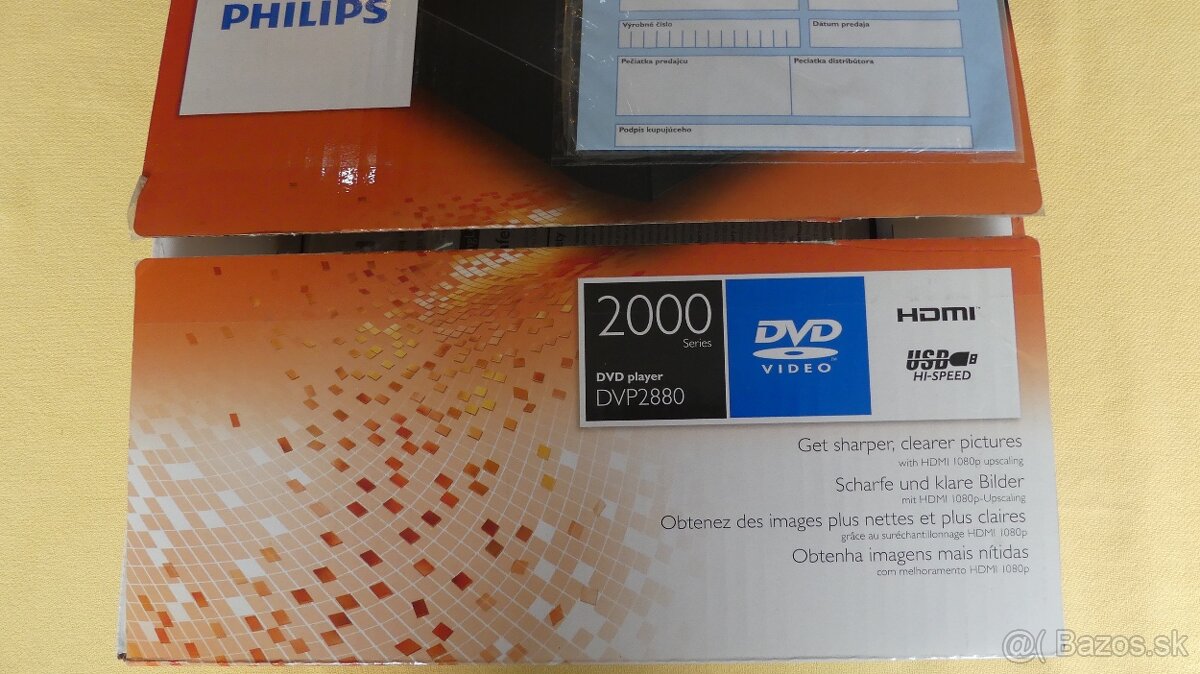 PHILIPS
Výrobné číslo
Dátum predaja
Pečiatka predajcu
Peciatka distribútora
Podpis kupujúceho
2000
Series
DVD player
DVP2880
DVD
VIDEO
HDMI
USB
HI-SPEED
Get sharper, clearer pictures
with HDMI 1080p upscaling
Scharfe und klare Bilder
mit HDMI 1080p-Upscaling
Obtenez des images plus nettes et plus claires
grâce au suréchantillonnage HDMI 1080p
Obtenha imagens mais nítidas
com melhoramento HDMI 1080p
Bazos.sk